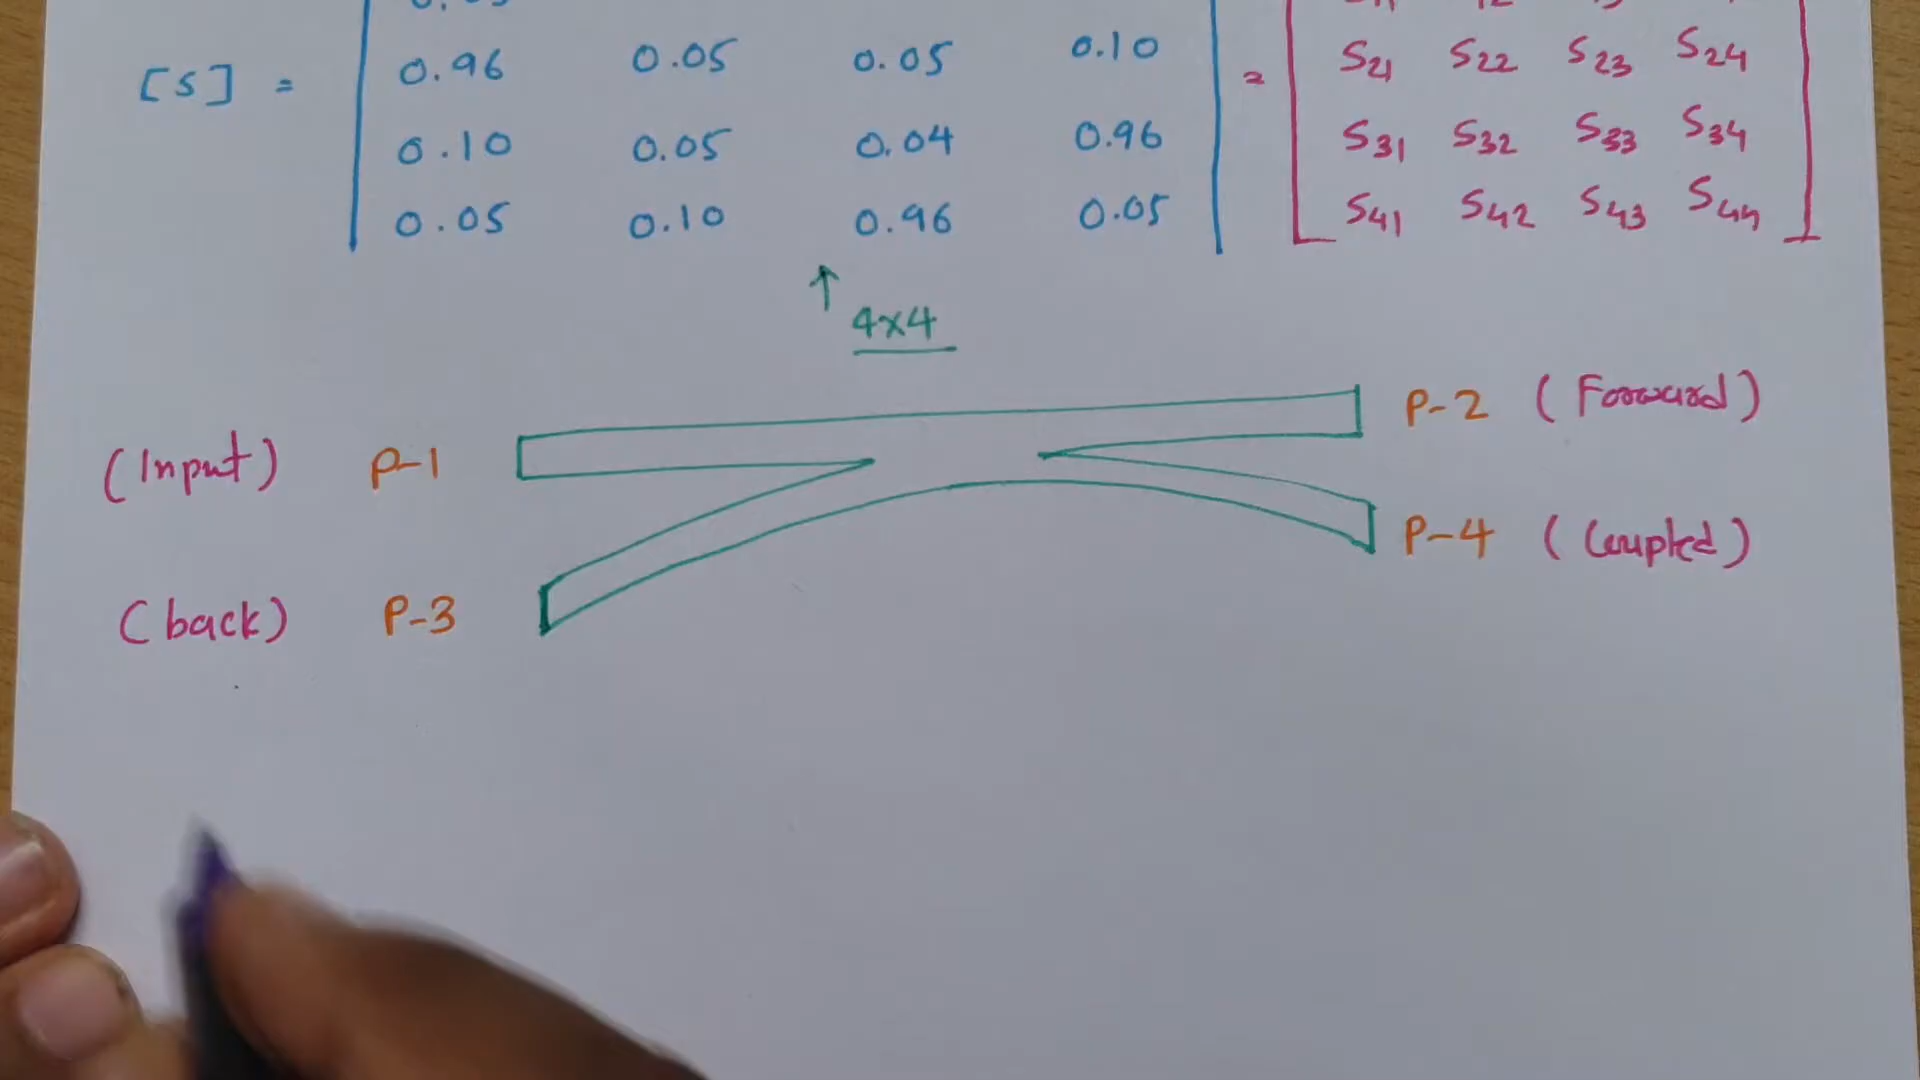 [S] = 0.96 0.05 0.05 0.10 = S21 S22 S23 S24
0.10 0.05 0.04 0.96 S31 S32 S33 S34
0.05 0.10 0.96 0.05 S41 S42 S43 S44
↑ 4x4
P-2 (Forward)
(Input) P-1
P-4 (Coupled)
(back) P-3